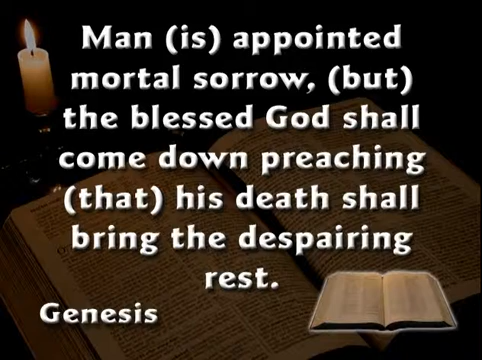 Man (is) appointed
mortal sorrow, (but)
the blessed God shall
come down preaching
(that) his death shall
bring the despairing
rest.
Genesis